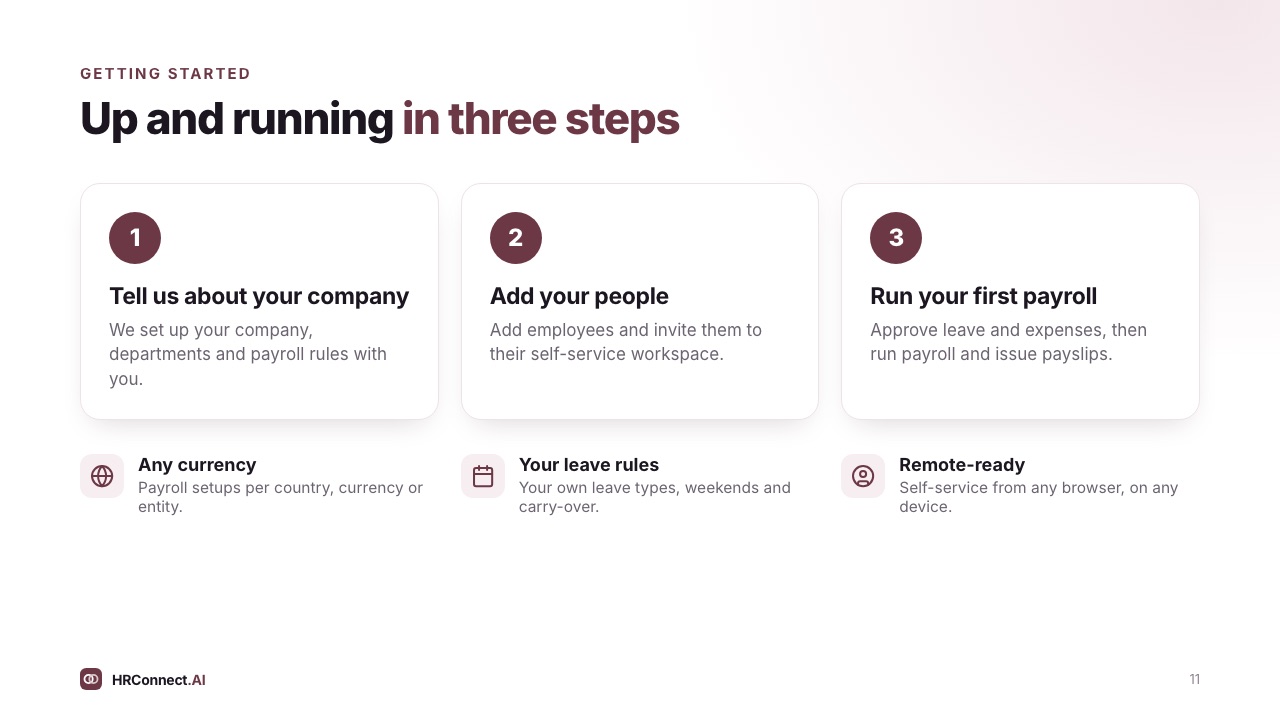 GETTING STARTED
Up and running in three steps
1
Tell us about your company
We set up your company,
departments and payroll rules with
you.
2
Add your people
Add employees and invite them to
their self-service workspace.
3
Run your first payroll
Approve leave and expenses, then
run payroll and issue payslips.
Any currency
Payroll setups per country, currency or
entity.
Your leave rules
Your own leave types, weekends and
carry-over.
Remote-ready
Self-service from any browser, on any
device.
HRConnect.AI
11